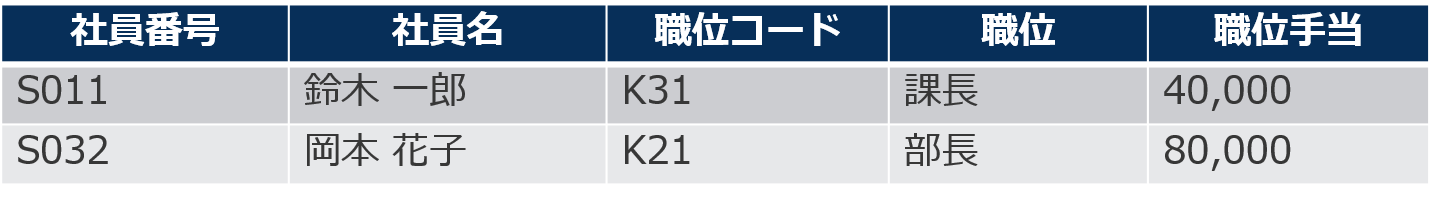 社員番号 社員名 職位コード 職位 職位手当
S011 鈴木 一郎 K31 課長 40,000
S032 岡本 花子 K21 部長 80,000